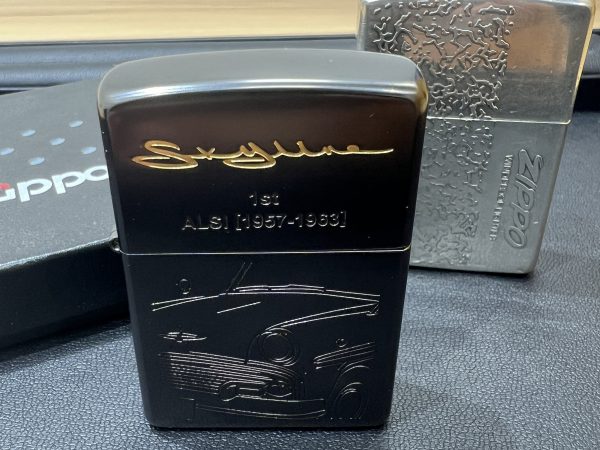 Skyline
1st
ALSI [1957-1963]
zippo
ZIPPO